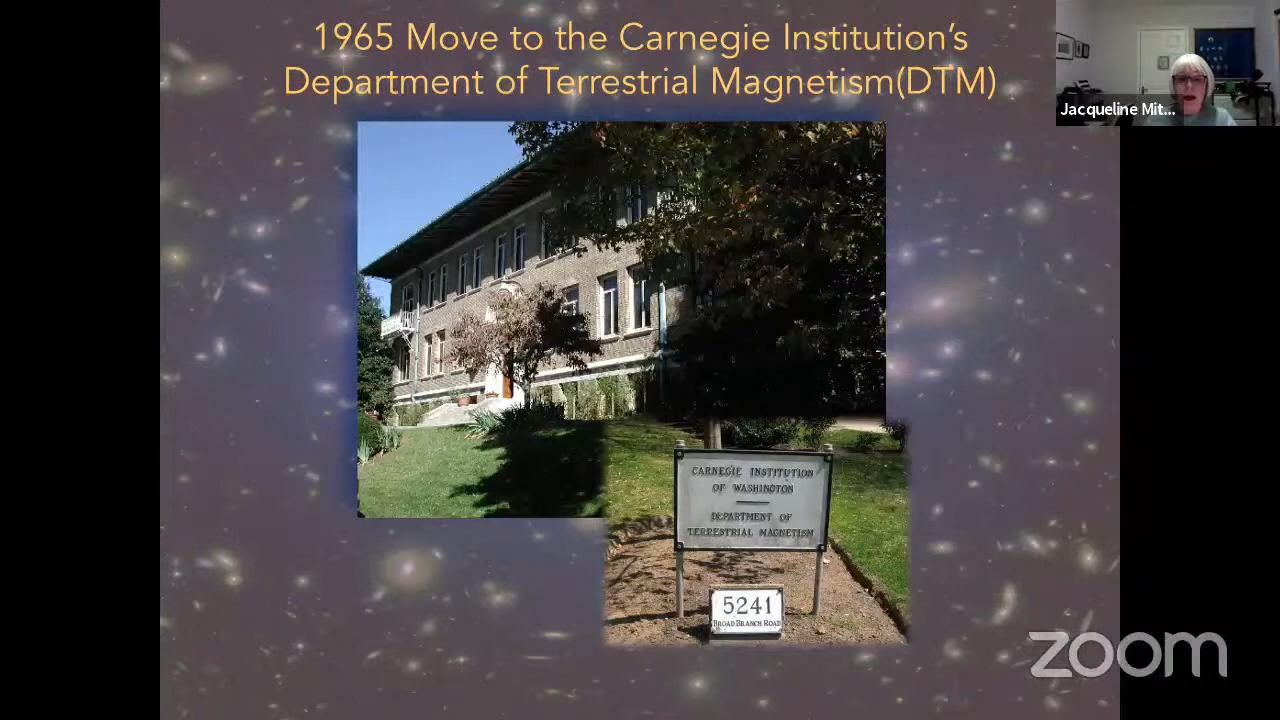 1965 Move to the Carnegie Institution's
Department of Terrestrial Magnetism(DTM)
Jacqueline Mit...
CARNEGIE INSTITUTION
OF WASHINGTON
DEPARTMENT OF
TERRESTRIAL MAGNETISM
5241
BROAD BRANCH ROAD
zoom